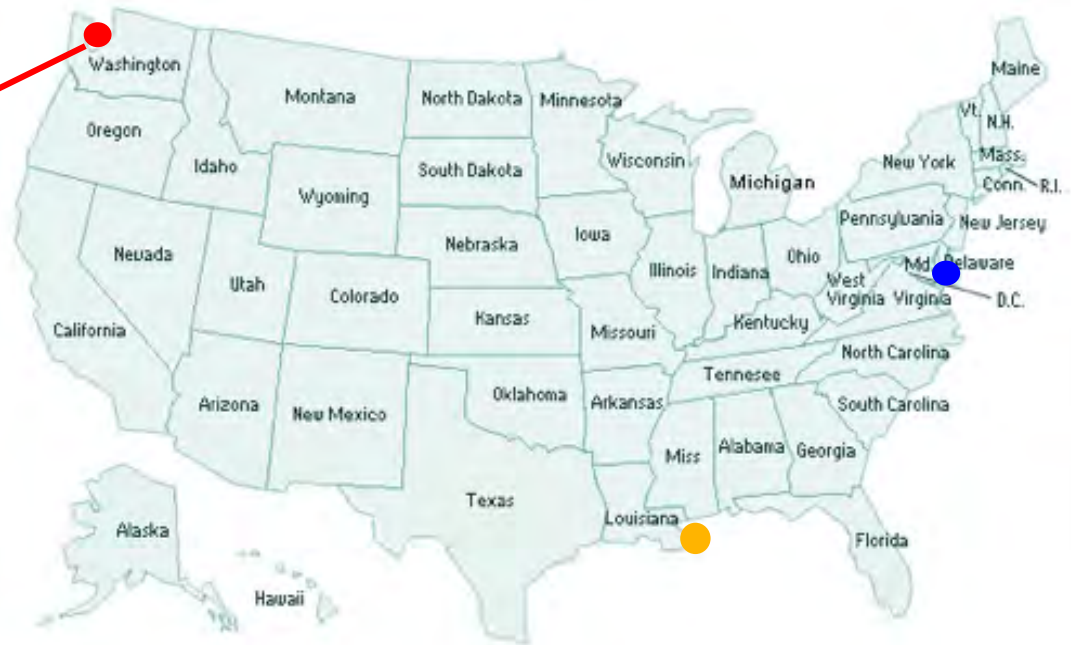 Washington
Montana
North Dakota
Minnesota
Maine
Oregon
Idaho
Wyoming
South Dakota
Wisconsin
Michigan
New York
Vt.
N.H.
Mass.
Conn.
R.I.
Nevada
Utah
Colorado
Nebraska
Iowa
Illinois
Indiana
Ohio
Pennsylvania
New Jersey
Md
Delaware
D.C.
West
Virginia
Virginia
California
Kansas
Missouri
Kentucky
North Carolina
Tennesee
South Carolina
Arizona
New Mexico
Oklahoma
Arkansas
Miss
Alabama
Georgia
Texas
Louisiana
Florida
Alaska
Hawaii